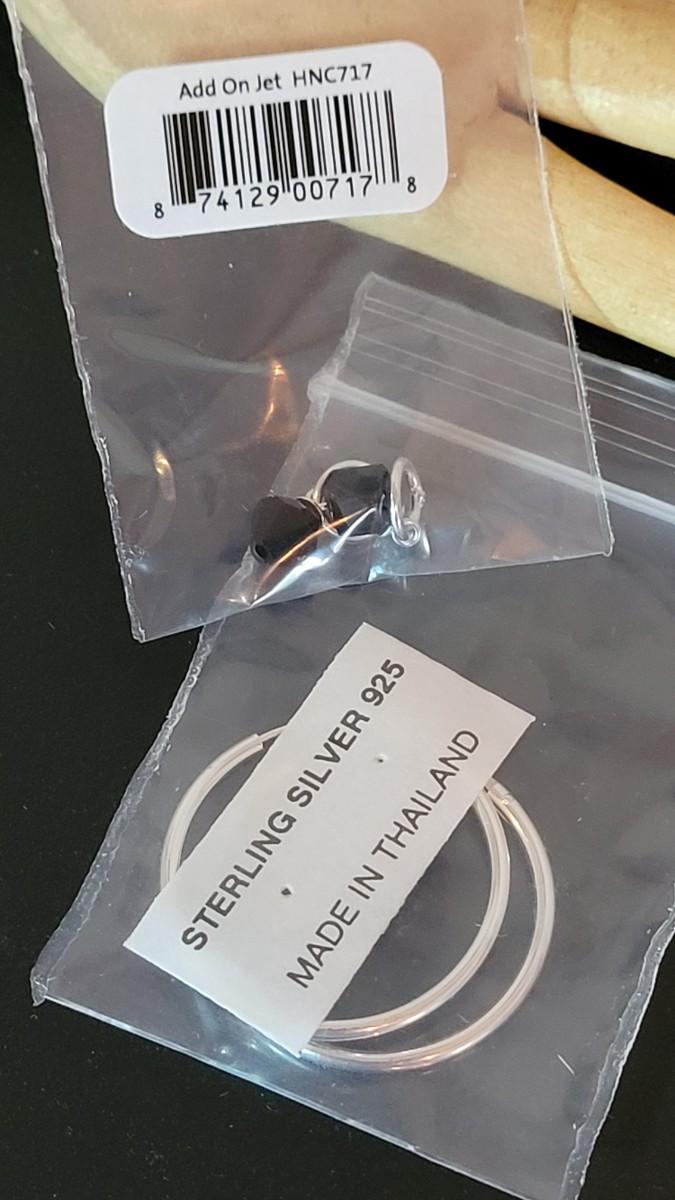 Add On Jet HNC717
8 74129 00717 8
STERLING SILVER 925
MADE IN THAILAND